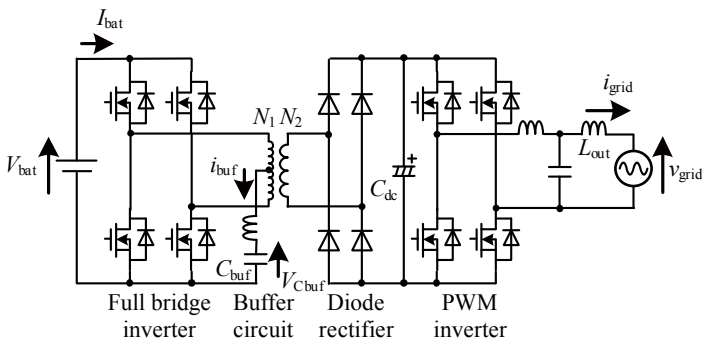 I_bat
i_grid
N_1 N_2
V_bat
i_buf
L_out
C_dc
+
v_grid
C_buf
V_Cbuf
Full bridge inverter
Buffer circuit
Diode rectifier
PWM inverter